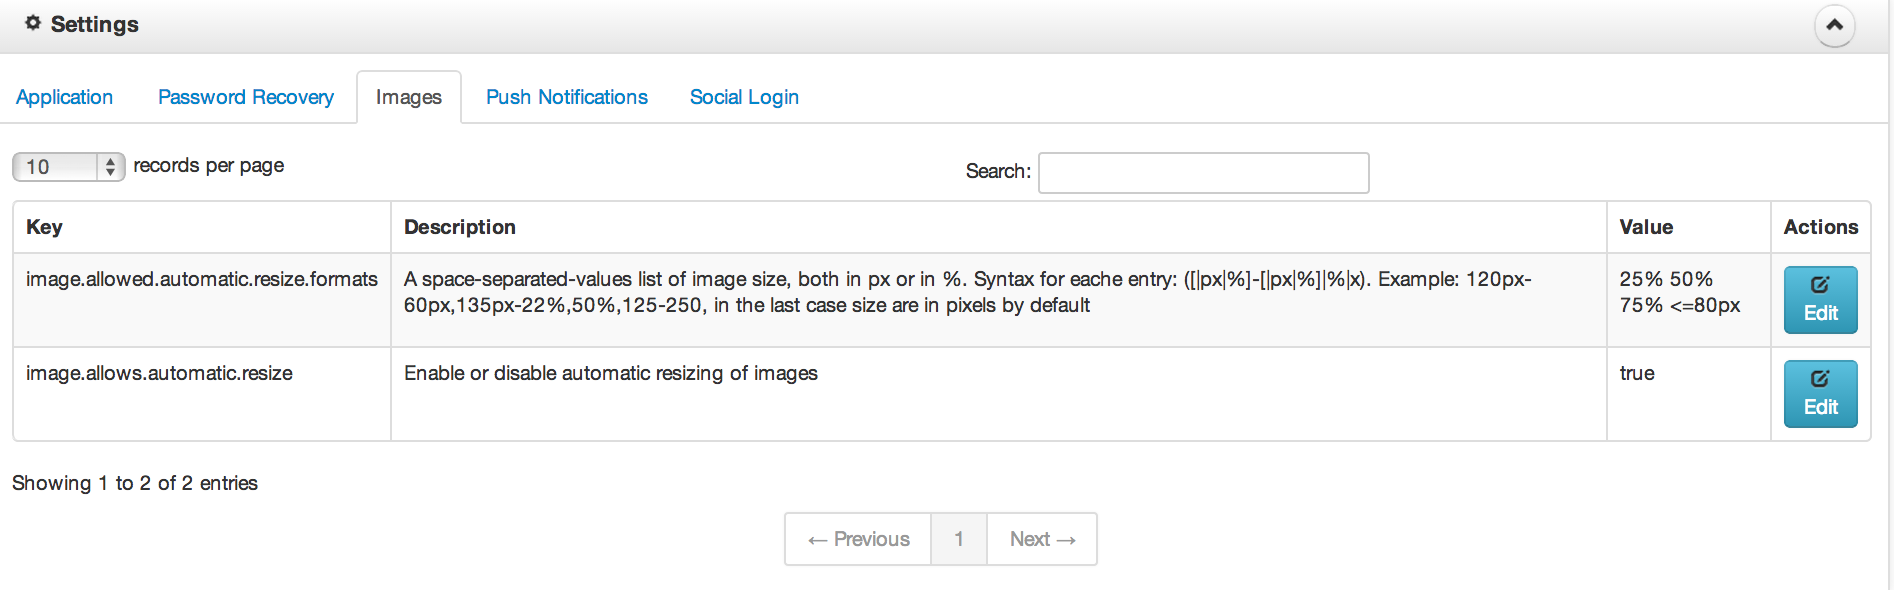 Settings
Application Password Recovery Images Push Notifications Social Login
10 records per page
Search:
Key Description Value Actions
image.allowed.automatic.resize.formats A space-separated-values list of image size, both in px or in %. Syntax for eache entry: ([|px|%]-[|px|%]|%|x). Example: 120px- 25% 50%
60px,135px-22%,50%,125-250, in the last case size are in pixels by default 75% <=80px
Edit
image.allows.automatic.resize Enable or disable automatic resizing of images true
Edit
Showing 1 to 2 of 2 entries
← Previous 1 Next →